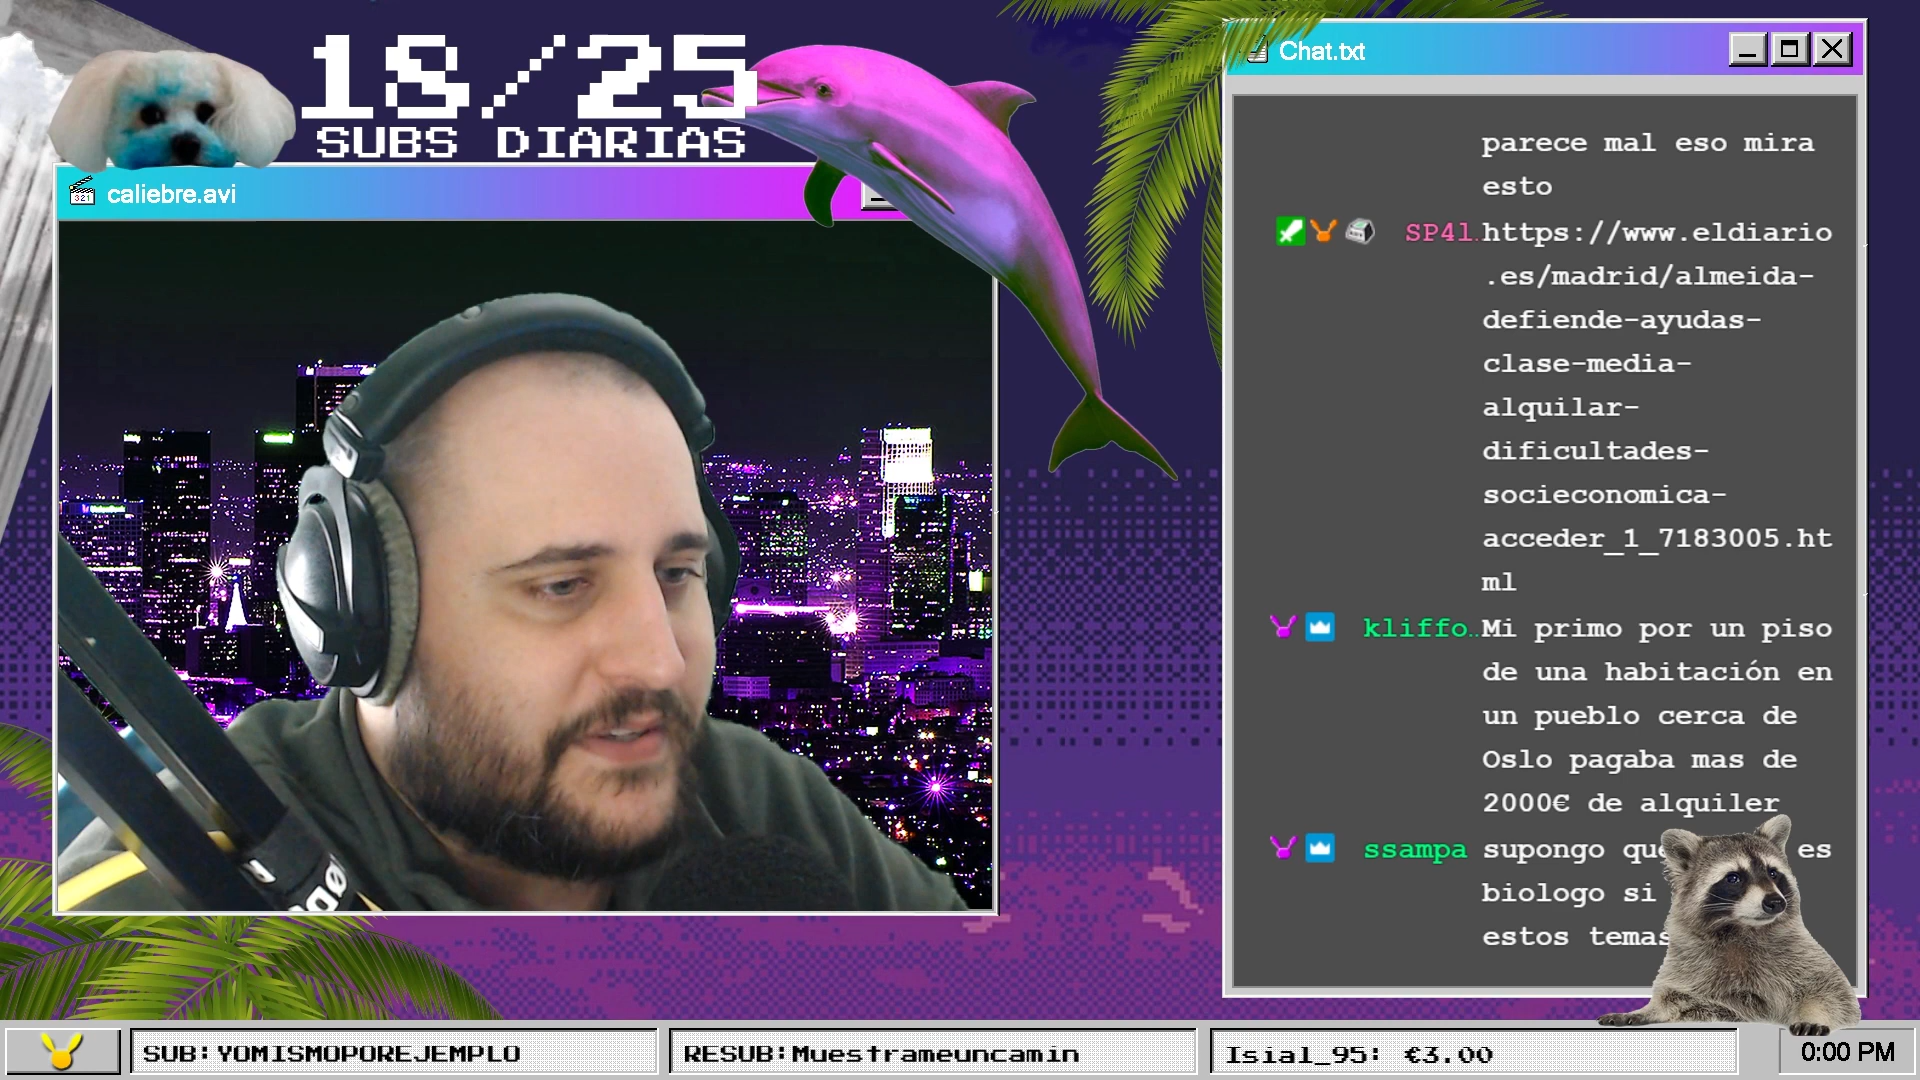 18/25
SUBS DIARIAS
caliebre.avi
Chat.txt
parece mal eso mira
esto
SP4l..https://www.eldiario
.es/madrid/almeida-
defiende-ayudas-
clase-media-
alquilar-
dificultades-
socieconomica-
acceder_1_7183005.ht
ml
kliffo..Mi primo por un piso
de una habitación en
un pueblo cerca de
Oslo pagaba mas de
2000€ de alquiler
ssampa supongo que es
biologo si
estos temas
SUB:YOMISMOPOREJEMPLO
RESUB:Muestrameuncamin
Isial_95: €3.00
0:00 PM